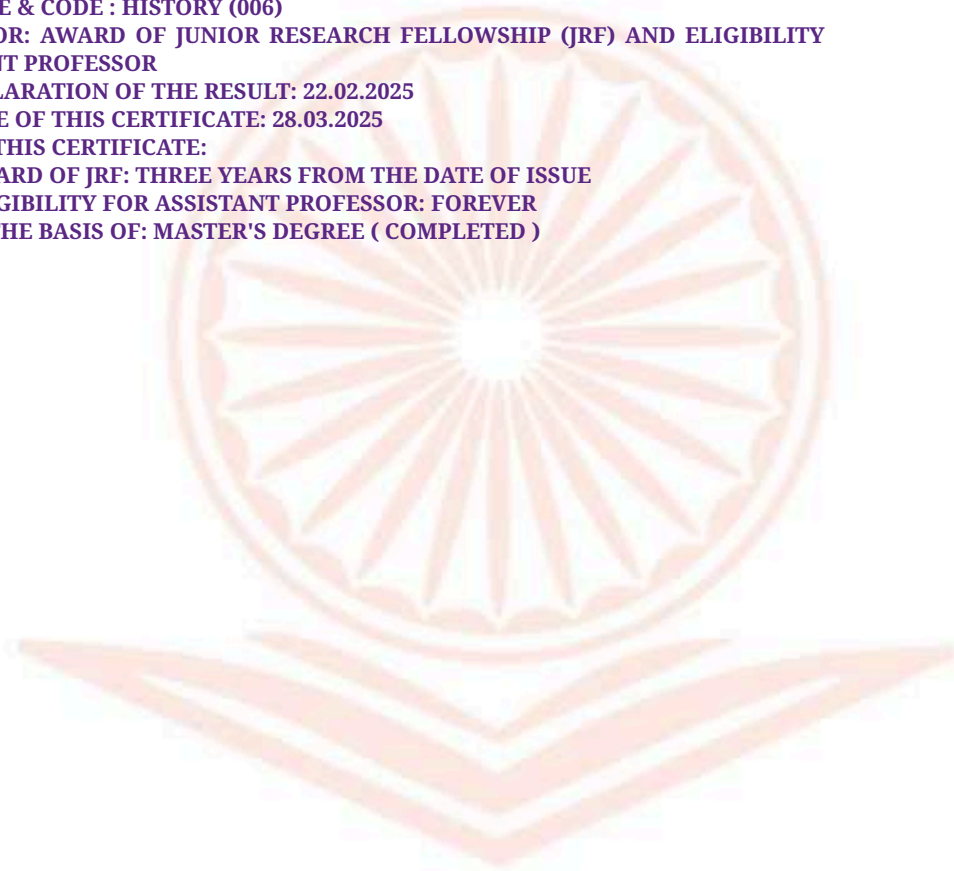 E & CODE : HISTORY (006)
OR: AWARD OF JUNIOR RESEARCH FELLOWSHIP (JRF) AND ELIGIBILITY
NT PROFESSOR
LARATION OF THE RESULT: 22.02.2025
E OF THIS CERTIFICATE: 28.03.2025
THIS CERTIFICATE:
ARD OF JRF: THREE YEARS FROM THE DATE OF ISSUE
GIBILITY FOR ASSISTANT PROFESSOR: FOREVER
THE BASIS OF: MASTER'S DEGREE ( COMPLETED )